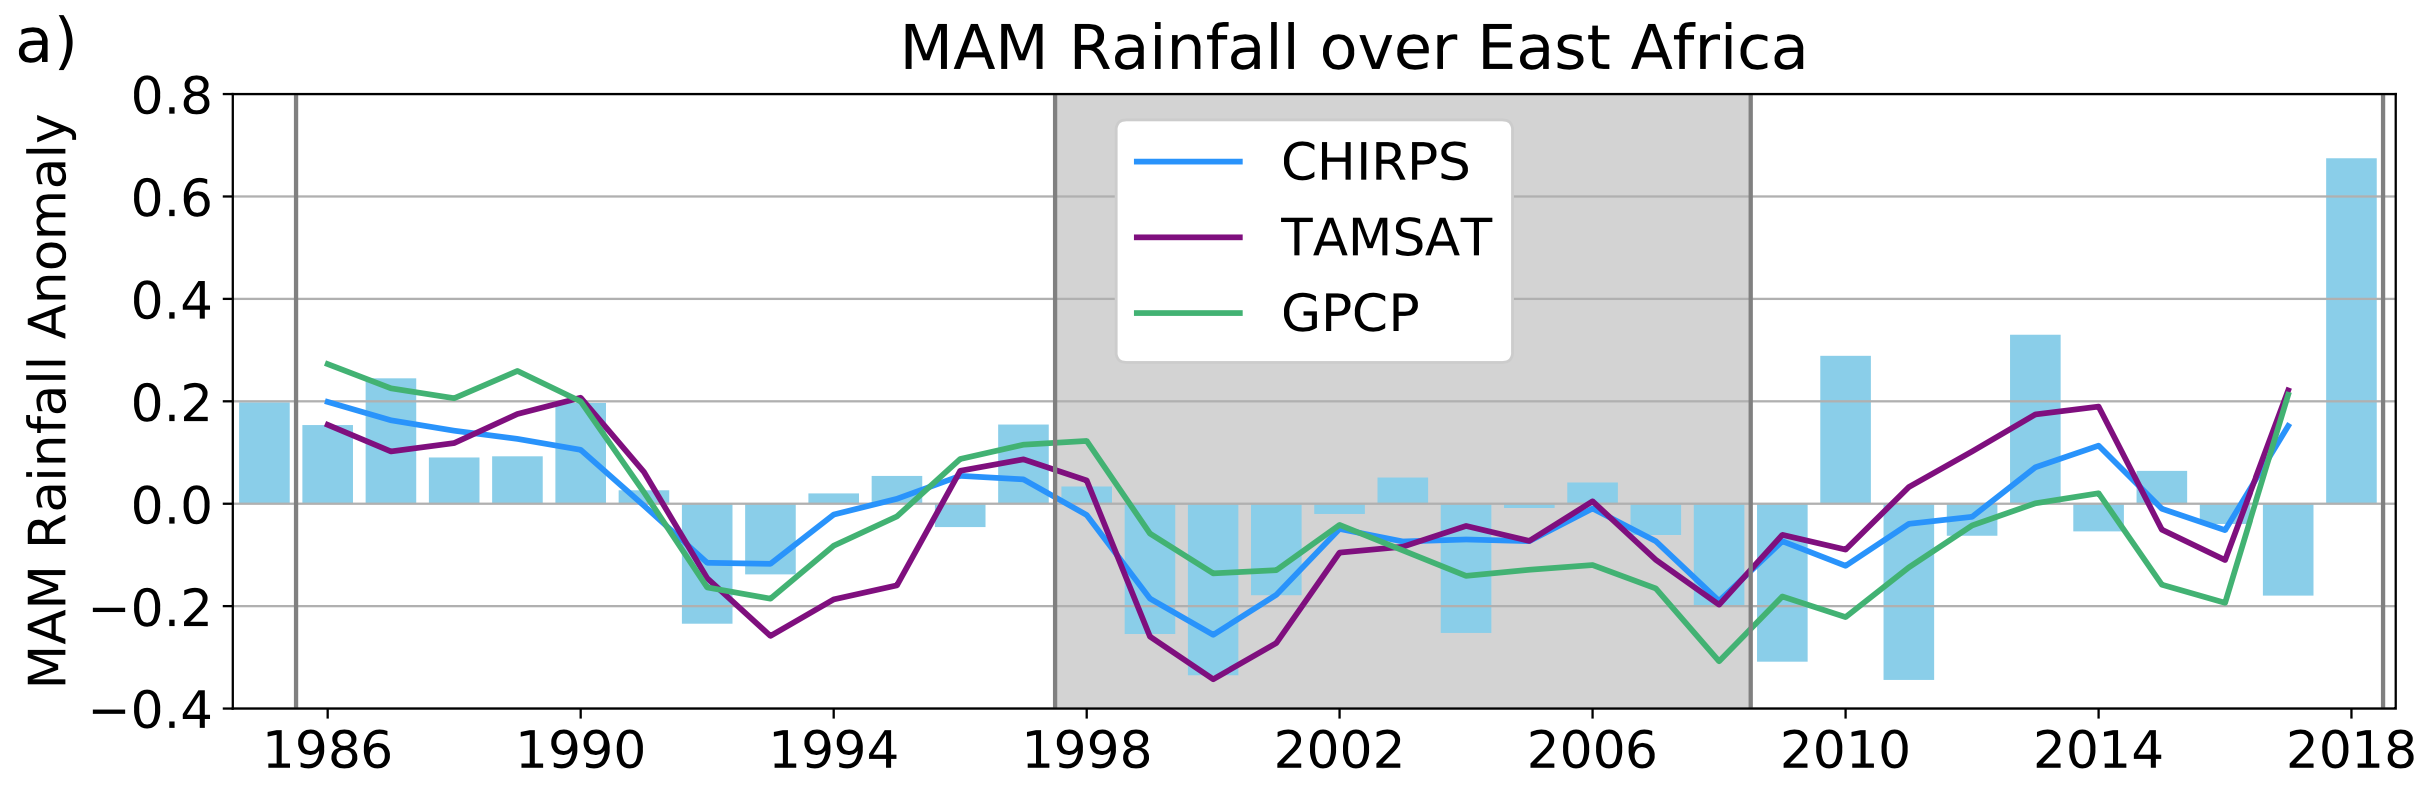 a)
MAM Rainfall over East Africa
MAM Rainfall Anomaly
0.8
0.6
0.4
0.2
0.0
−0.2
−0.4
CHIRPS
TAMSAT
GPCP
1986 1990 1994 1998 2002 2006 2010 2014 2018